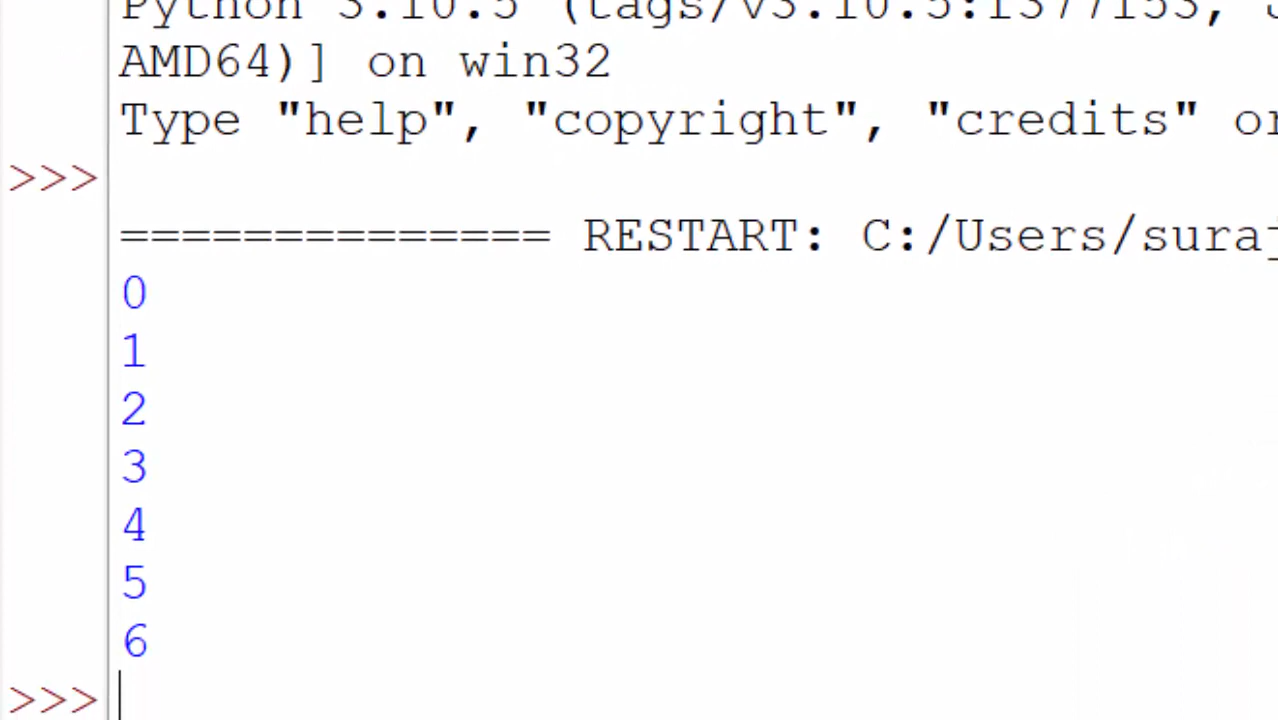 Python 3.10.5 (tags/v3.10.5:f377153,
AMD64)] on win32
Type "help", "copyright", "credits" or
>>>
============== RESTART: C:/Users/suraj
0
1
2
3
4
5
6
>>>